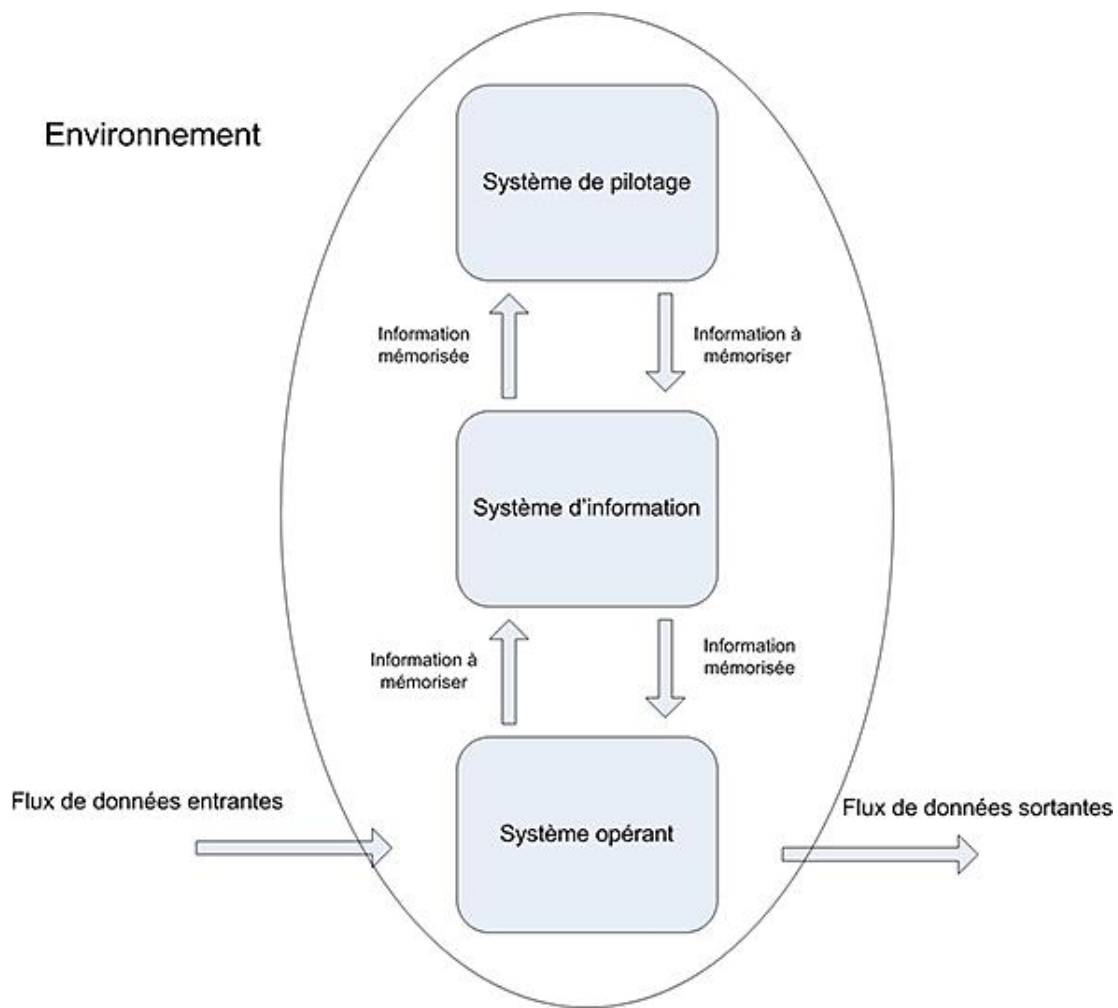 Environnement
Système de pilotage
Information
mémorisée
Information à
mémoriser
Système d'information
Information à
mémoriser
Information
mémorisée
Flux de données entrantes
Système opérant
Flux de données sortantes